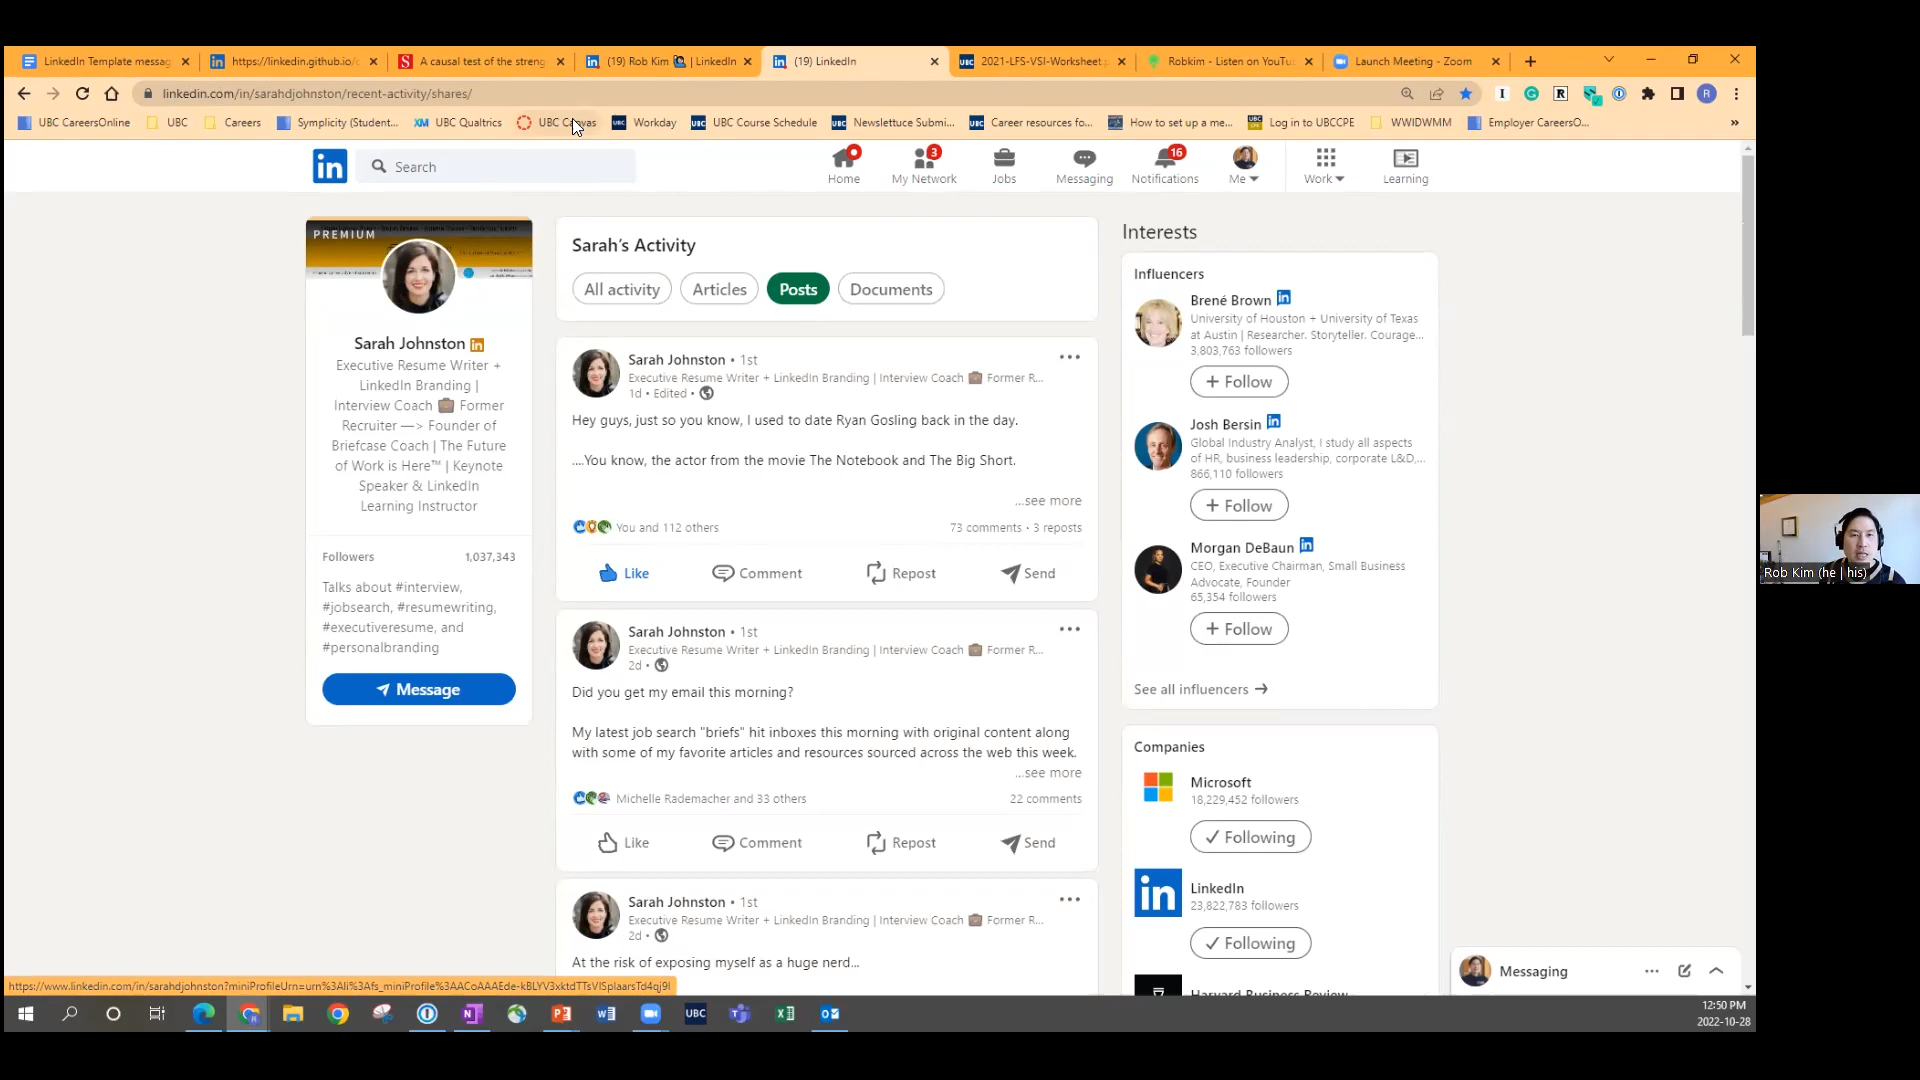 LinkedIn Template messag
https://linkedin.github.io/c
A causal test of the streng
(19) Rob Kim | LinkedIn
(19) LinkedIn
2021-LFS-VSI-Worksheet.p
Robkim - Listen on YouTu
Launch Meeting - Zoom
linkedin.com/in/sarahdjohnston/recent-activity/shares/
UBC CareersOnline
UBC
Careers
Symplicity (Student...
UBC Qualtrics
UBC Canvas
Workday
UBC Course Schedule
Newslettuce Submi...
Career resources fo...
How to set up a me...
Log in to UBCCPE
WWIDWMM
Employer CareersO...
Search
Home
3
My Network
Jobs
Messaging
16
Notifications
Me
Work
Learning
PREMIUM
Sarah Johnston
Executive Resume Writer +
LinkedIn Branding |
Interview Coach 💼 Former
Recruiter —> Founder of
Briefcase Coach | The Future
of Work is Here™ | Keynote
Speaker & LinkedIn
Learning Instructor
Followers 1,037,343
Talks about #interview,
#jobsearch, #resumewriting,
#executiveresume, and
#personalbranding
Message
Sarah's Activity
All activity
Articles
Posts
Documents
Sarah Johnston • 1st
Executive Resume Writer + LinkedIn Branding | Interview Coach 💼 Former R...
1d • Edited •
Hey guys, just so you know, I used to date Ryan Gosling back in the day.
....You know, the actor from the movie The Notebook and The Big Short.
...see more
You and 112 others
73 comments • 3 reposts
Like
Comment
Repost
Send
Sarah Johnston • 1st
Executive Resume Writer + LinkedIn Branding | Interview Coach 💼 Former R...
2d •
Did you get my email this morning?
My latest job search "briefs" hit inboxes this morning with original content along
with some of my favorite articles and resources sourced across the web this week.
...see more
Michelle Rademacher and 33 others
22 comments
Like
Comment
Repost
Send
Sarah Johnston • 1st
Executive Resume Writer + LinkedIn Branding | Interview Coach 💼 Former R...
2d •
At the risk of exposing myself as a huge nerd...
Interests
Influencers
Brené Brown
University of Houston + University of Texas
at Austin | Researcher. Storyteller. Courage...
3,803,763 followers
+ Follow
Josh Bersin
Global Industry Analyst, I study all aspects
of HR, business leadership, corporate L&D,...
866,110 followers
+ Follow
Morgan DeBaun
CEO, Executive Chairman, Small Business
Advocate, Founder
65,354 followers
+ Follow
See all influencers →
Companies
Microsoft
18,229,452 followers
✓ Following
LinkedIn
23,822,783 followers
✓ Following
Harvard Business Review
Messaging
Rob Kim (he | his)
12:50 PM
2022-10-28